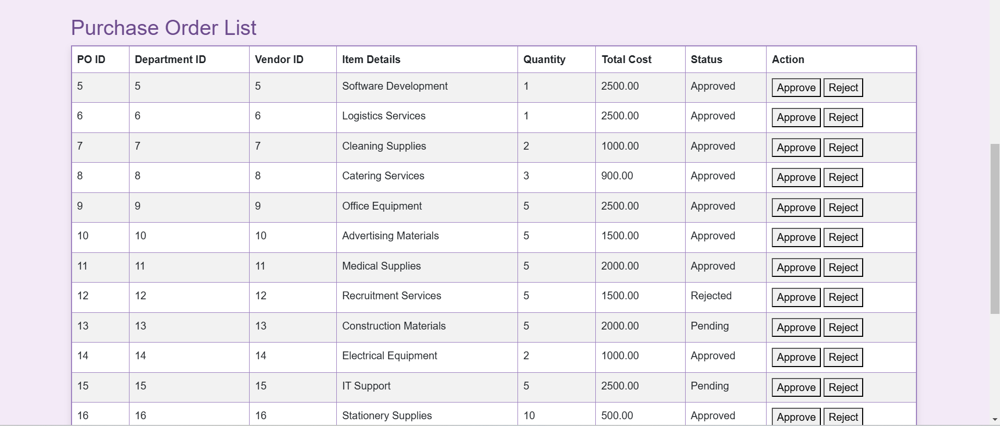 Purchase Order List
PO ID Department ID Vendor ID Item Details Quantity Total Cost Status Action
5 5 5 Software Development 1 2500.00 Approved Approve Reject
6 6 6 Logistics Services 1 2500.00 Approved Approve Reject
7 7 7 Cleaning Supplies 2 1000.00 Approved Approve Reject
8 8 8 Catering Services 3 900.00 Approved Approve Reject
9 9 9 Office Equipment 5 2500.00 Approved Approve Reject
10 10 10 Advertising Materials 5 1500.00 Approved Approve Reject
11 11 11 Medical Supplies 5 2000.00 Approved Approve Reject
12 12 12 Recruitment Services 5 1500.00 Rejected Approve Reject
13 13 13 Construction Materials 5 2000.00 Pending Approve Reject
14 14 14 Electrical Equipment 2 1000.00 Approved Approve Reject
15 15 15 IT Support 5 2500.00 Pending Approve Reject
16 16 16 Stationery Supplies 10 500.00 Approved Approve Reject